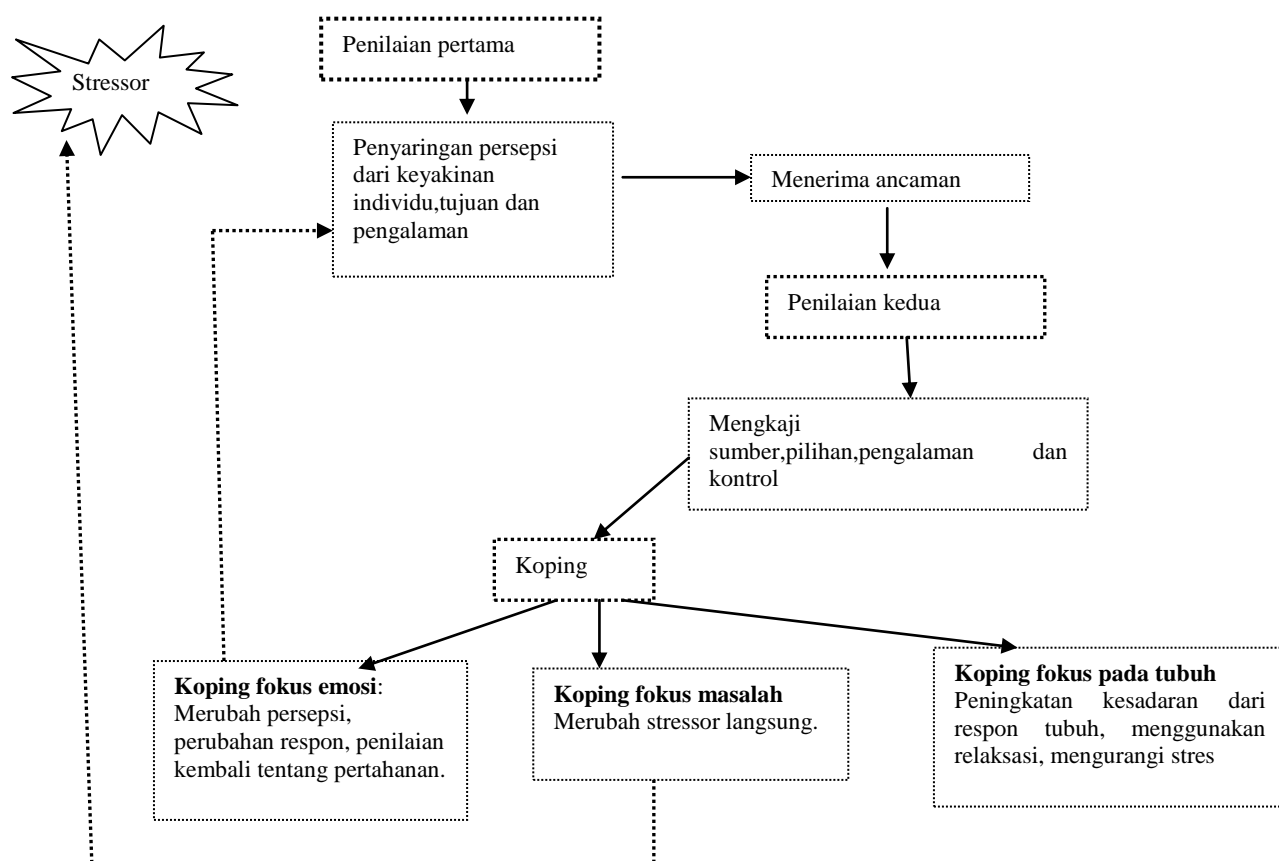 Penilaian pertama
Stressor
Penyaringan persepsi
dari keyakinan
individu,tujuan dan
pengalaman
Menerima ancaman
Penilaian kedua
Mengkaji
sumber,pilihan,pengalaman dan
kontrol
Koping
Koping fokus emosi:
Merubah persepsi,
perubahan respon, penilaian
kembali tentang pertahanan.
Koping fokus masalah
Merubah stressor langsung.
Koping fokus pada tubuh
Peningkatan kesadaran dari
respon tubuh, menggunakan
relaksasi, mengurangi stres